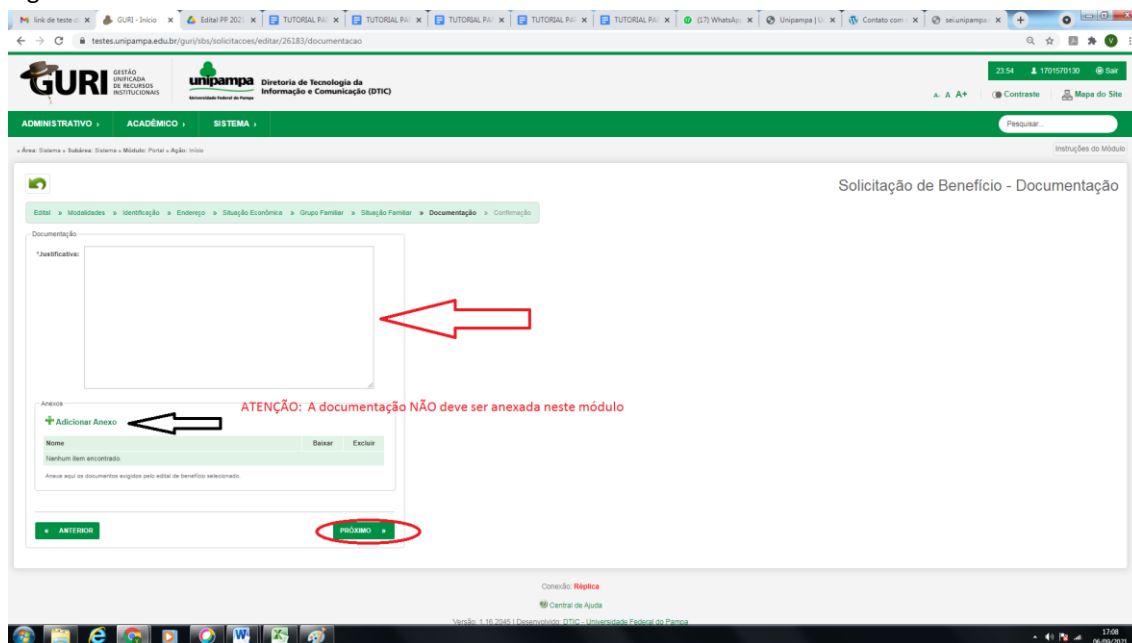 link de teste d
GURI - Início
Edital PP 202
TUTORIAL PA
TUTORIAL PA
TUTORIAL PA
TUTORIAL PA
TUTORIAL PA
(17) WhatsAp
Unipampa | U
Contato com
sei.unipampa
testes.unipampa.edu.br/guri/sbs/solicitacoes/editar/26183/documentacao
GURI
GESTÃO
UNIFICADA
DE RECURSOS
INSTITUCIONAIS
unipampa
Universidade Federal do Pampa
Diretoria de Tecnologia da
Informação e Comunicação (DTIC)
23:54 1701570130 Sair
A- A A+ Contraste Mapa do Site
ADMINISTRATIVO › ACADÊMICO › SISTEMA ›
Pesquisar...
» Área: Sistema » Subárea: Sistema » Módulo: Portal » Ação: Início
Instruções do Módulo
Solicitação de Benefício - Documentação
Edital » Modalidades » Identificação » Endereço » Situação Econômica » Grupo Familiar » Situação Familiar » Documentação » Confirmação
Documentação
*Justificativa:
Anexos
ATENÇÃO: A documentação NÃO deve ser anexada neste módulo
Adicionar Anexo
Nome Baixar Excluir
Nenhum item encontrado.
Anexe aqui os documentos exigidos pelo edital de benefício selecionado.
« ANTERIOR
PRÓXIMO »
Conexão: Réplica
Central de Ajuda
Versão: 1.16.2945 | Desenvolvido: DTIC - Universidade Federal do Pampa
17:08
06/09/2021